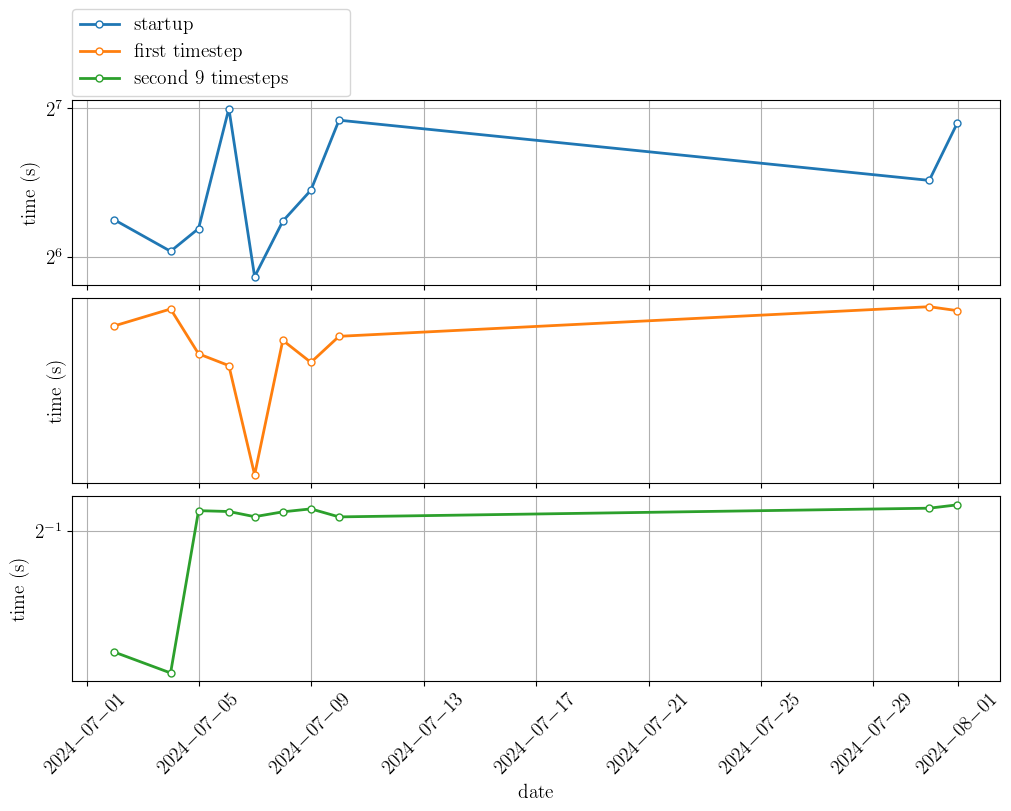 startup
first timestep
second 9 timesteps
2^7
2^6
time (s)
time (s)
2^−1
time (s)
2024−07−01
2024−07−05
2024−07−09
2024−07−13
2024−07−17
2024−07−21
2024−07−25
2024−07−29
2024−08−01
date